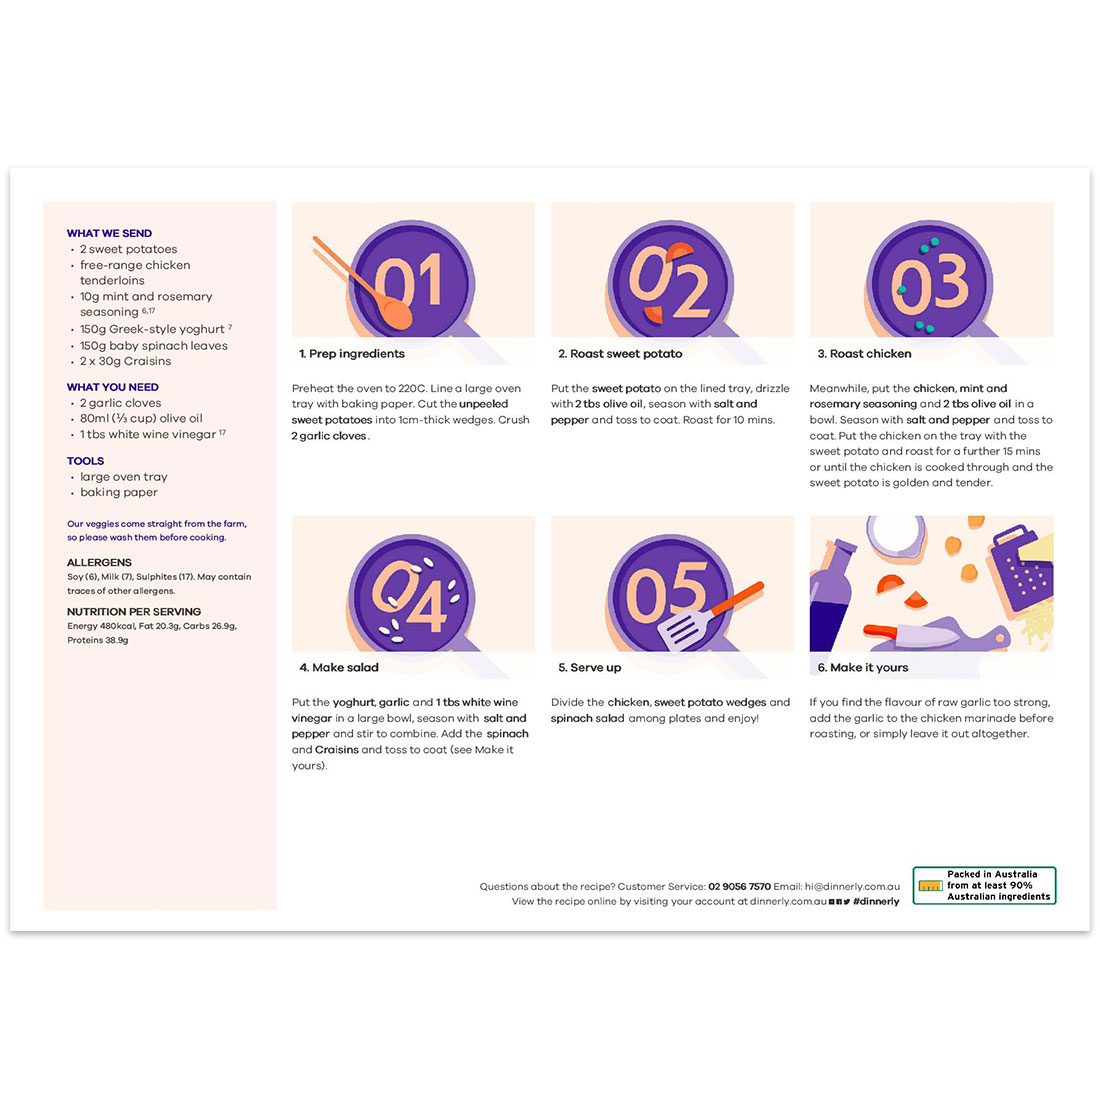 WHAT WE SEND
• 2 sweet potatoes
• free-range chicken
tenderloins
• 10g mint and rosemary
seasoning 6,17
• 150g Greek-style yoghurt 7
• 150g baby spinach leaves
• 2 x 30g Craisins
WHAT YOU NEED
• 2 garlic cloves
• 80ml (⅓ cup) olive oil
• 1 tbs white wine vinegar 17
TOOLS
• large oven tray
• baking paper
Our veggies come straight from the farm,
so please wash them before cooking.
ALLERGENS
Soy (6), Milk (7), Sulphites (17). May contain
traces of other allergens.
NUTRITION PER SERVING
Energy 480kcal, Fat 20.3g, Carbs 26.9g,
Proteins 38.9g
01
1. Prep ingredients
Preheat the oven to 220C. Line a large oven
tray with baking paper. Cut the unpeeled
sweet potatoes into 1cm-thick wedges. Crush
2 garlic cloves.
02
2. Roast sweet potato
Put the sweet potato on the lined tray, drizzle
with 2 tbs olive oil, season with salt and
pepper and toss to coat. Roast for 10 mins.
03
3. Roast chicken
Meanwhile, put the chicken, mint and
rosemary seasoning and 2 tbs olive oil in a
bowl. Season with salt and pepper and toss to
coat. Put the chicken on the tray with the
sweet potato and roast for a further 15 mins
or until the chicken is cooked through and the
sweet potato is golden and tender.
04
4. Make salad
Put the yoghurt, garlic and 1 tbs white wine
vinegar in a large bowl, season with salt and
pepper and stir to combine. Add the spinach
and Craisins and toss to coat (see Make it
yours).
05
5. Serve up
Divide the chicken, sweet potato wedges and
spinach salad among plates and enjoy!
6. Make it yours
If you find the flavour of raw garlic too strong,
add the garlic to the chicken marinade before
roasting, or simply leave it out altogether.
Questions about the recipe? Customer Service: 02 9056 7570 Email: hi@dinnerly.com.au
View the recipe online by visiting your account at dinnerly.com.au #dinnerly
Packed in Australia
from at least 90%
Australian ingredients